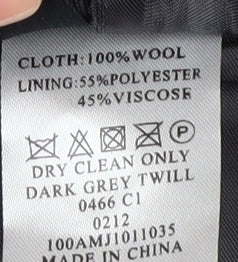 CLOTH:100%WOOL
LINING:55%POLYESTER
45%VISCOSE
P
DRY CLEAN ONLY
DARK GREY TWILL
0466 C1
0212
100AMJ1011035
MADE IN CHINA